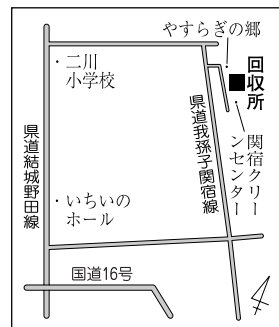 やすらぎの郷
回収所
・二川
小学校
関宿クリー
ンセンター
県道我孫子関宿線
県道結城野田線
・いちいの
ホール
国道16号